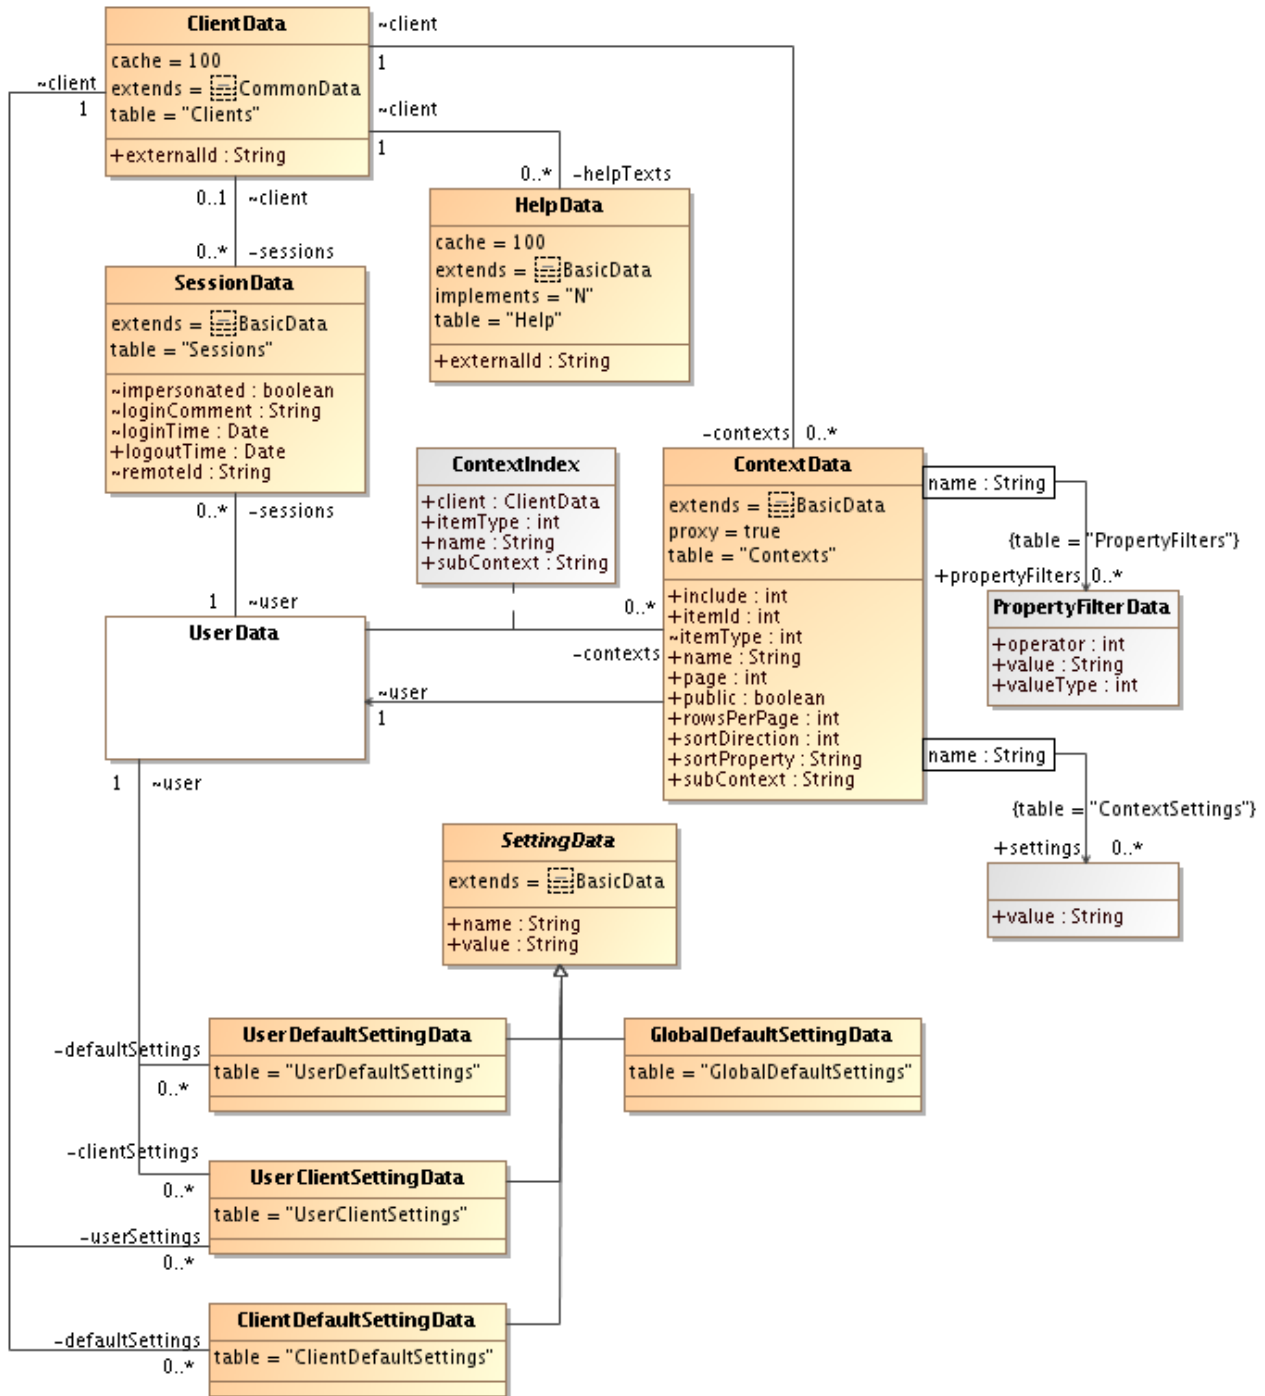 ClientData
cache = 100
extends = CommonData
table = "Clients"
+externalId : String
~client
1
~client
1
~client
1
0..* -helpTexts
0..1 ~client
0..* -sessions
HelpData
cache = 100
extends = BasicData
implements = "N"
table = "Help"
+externalId : String
SessionData
extends = BasicData
table = "Sessions"
~impersonated : boolean
~loginComment : String
~loginTime : Date
+logoutTime : Date
~remoteId : String
0..* -sessions
1 ~user
-contexts 0..*
ContextIndex
+client : ClientData
+itemType : int
+name : String
+subContext : String
ContextData
extends = BasicData
proxy = true
table = "Contexts"
+include : int
+itemId : int
~itemType : int
+name : String
+page : int
+public : boolean
+rowsPerPage : int
+sortDirection : int
+sortProperty : String
+subContext : String
name : String
{table = "PropertyFilters"}
+propertyFilters 0..*
PropertyFilterData
+operator : int
+value : String
+valueType : int
UserData
0..*
-contexts
~user
1
1 ~user
name : String
{table = "ContextSettings"}
+settings 0..*
+value : String
SettingData
extends = BasicData
+name : String
+value : String
UserDefaultSettingData
table = "UserDefaultSettings"
GlobalDefaultSettingData
table = "GlobalDefaultSettings"
-defaultSettings
0..*
-clientSettings
0..*
UserClientSettingData
table = "UserClientSettings"
-userSettings
0..*
ClientDefaultSettingData
table = "ClientDefaultSettings"
-defaultSettings
0..*